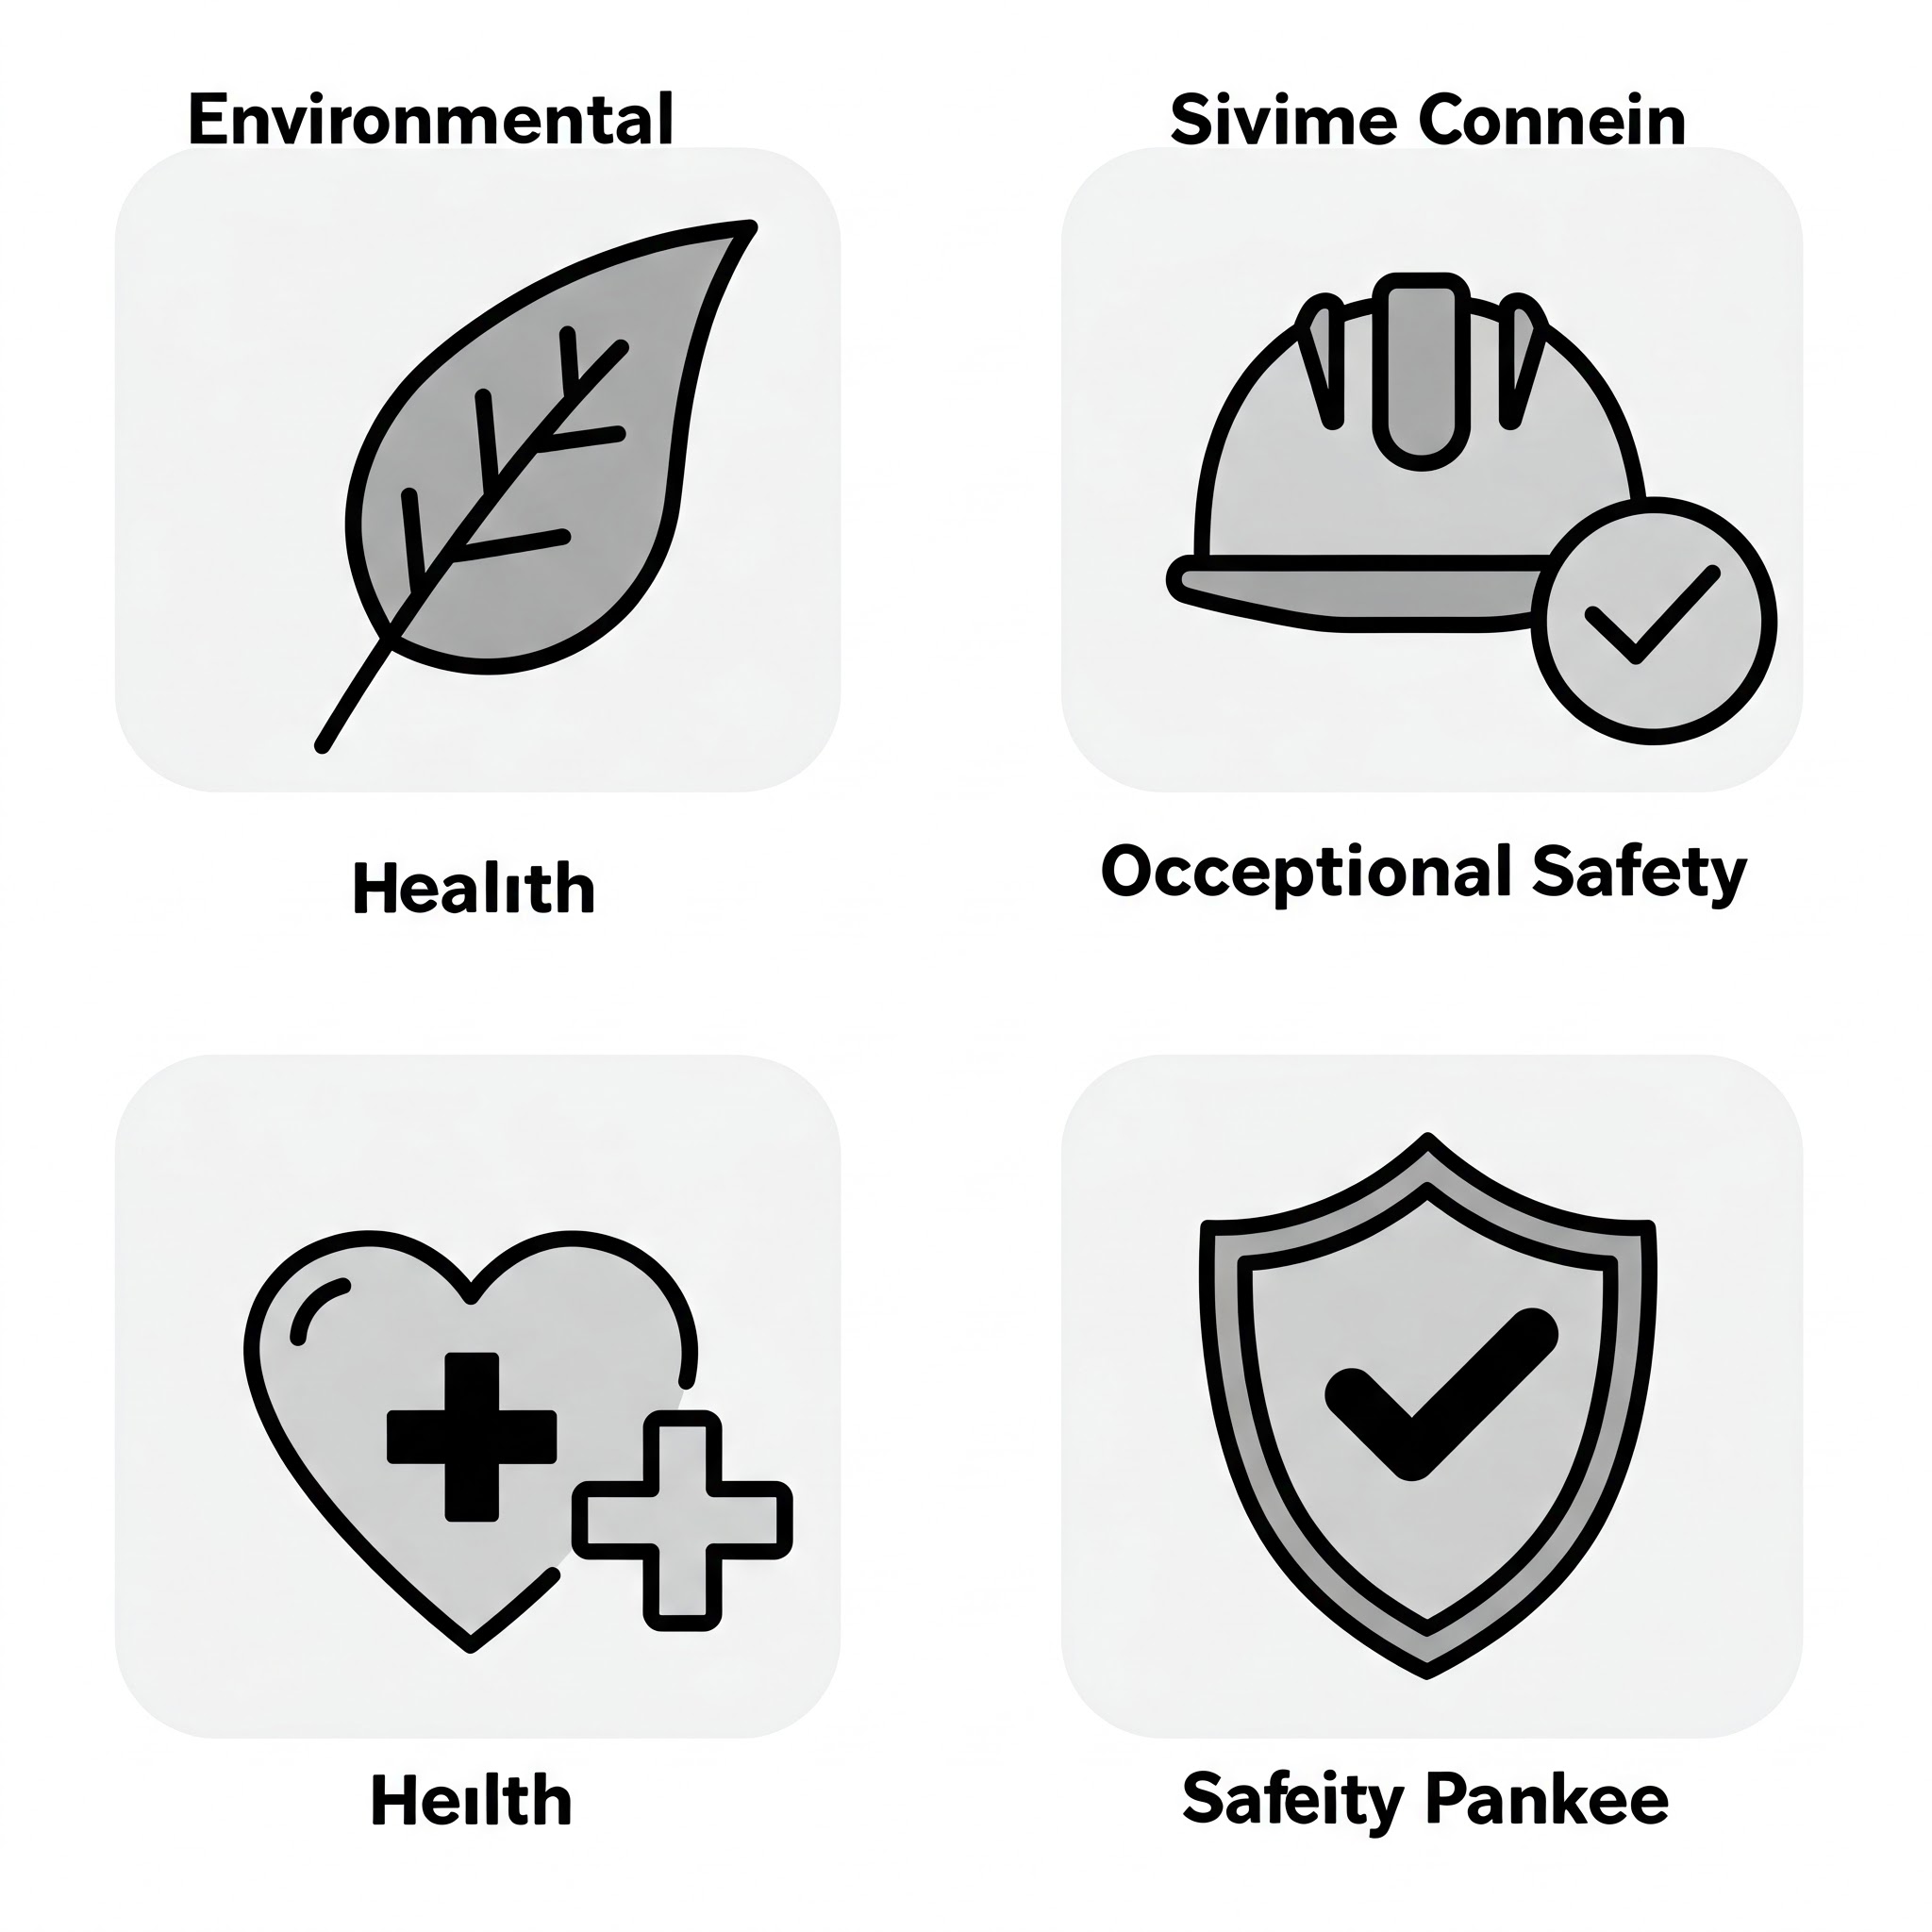 Environmental
Sivime Connein
Healıth
Occeptional Safety
Heılth
Safeity Pankee